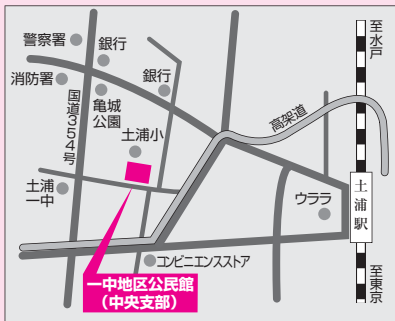 警察署
銀行
消防署
亀城
公園
銀行
国道354号
土浦小
土浦
一中
高架道
至水戸
土浦駅
至東京
ウララ
コンビニエンスストア
一中地区公民館
(中央支部)